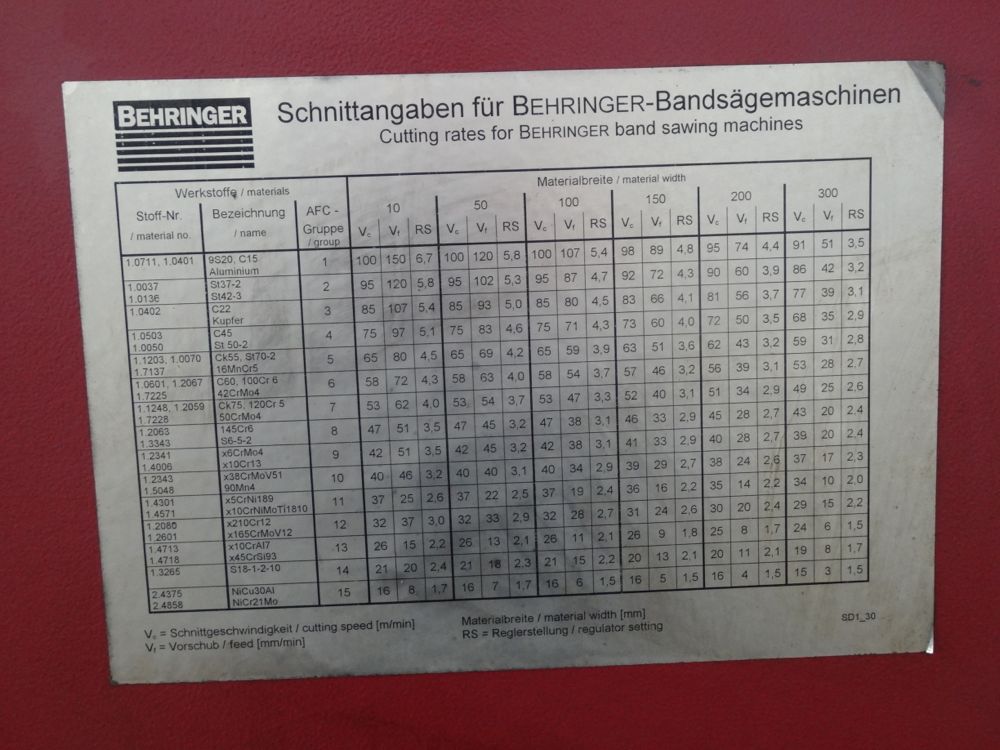 BEHRINGER
Schnittangaben für BEHRINGER-Bandsägemaschinen
Cutting rates for BEHRINGER band sawing machines
Werkstoffe / materials Materialbreite / material width
Stoff-Nr. Bezeichnung AFC - 10 50 100 150 200 300
/ material no. / name Gruppe Vc Vf RS Vc Vf RS Vc Vf RS Vc Vf RS Vc Vf RS Vc Vf RS
/ group
1.0711, 1.0401 9S20, C15 1 100 150 6,7 100 120 5,8 100 107 5,4 98 89 4,8 95 74 4,4 91 51 3,5
Aluminium
1.0037 St37-2 2 95 120 5,8 95 102 5,3 95 87 4,7 92 72 4,3 90 60 3,9 86 42 3,2
1.0136 St42-3
1.0402 C22 3 85 107 5,4 85 93 5,0 85 80 4,5 83 66 4,1 81 56 3,7 77 39 3,1
Kupfer
1.0503 C45 4 75 97 5,1 75 83 4,6 75 71 4,3 73 60 4,0 72 50 3,5 68 35 2,9
1.0050 St 50-2
1.1203, 1.0070 Ck55, St70-2 5 65 80 4,5 65 69 4,2 65 59 3,9 63 51 3,6 62 43 3,2 59 31 2,8
1.7137 16MnCr5
1.0601, 1.2067 C60, 100Cr 6 6 58 72 4,3 58 63 4,0 58 54 3,7 57 46 3,2 56 39 3,1 53 28 2,7
1.7225 42CrMo4
1.1248, 1.2059 Ck75, 120Cr 5 7 53 62 4,0 53 54 3,7 53 47 3,3 52 40 3,1 51 34 2,9 49 25 2,6
1.7228 50CrMo4
1.2063 145Cr6 8 47 51 3,5 47 45 3,2 47 38 3,1 46 33 2,9 45 28 2,7 43 20 2,4
1.3343 S6-5-2
1.2341 x6CrMo4 9 42 51 3,5 42 45 3,2 42 38 3,1 41 33 2,9 40 28 2,7 39 20 2,4
1.4006 x10Cr13
1.2343 x38CrMoV51 10 40 46 3,2 40 40 3,1 40 34 2,9 39 29 2,7 38 24 2,6 37 17 2,3
1.5048 90Mn4
1.4301 x5CrNi189 11 37 25 2,6 37 22 2,5 37 19 2,4 36 16 2,2 35 14 2,2 34 10 2,0
1.4571 x10CrNiMoTi1810
1.2080 x210Cr12 12 32 37 3,0 32 33 2,9 32 28 2,7 31 24 2,6 30 20 2,4 29 15 2,2
1.2601 x165CrMoV12
1.4713 x10CrAl7 13 26 15 2,2 26 13 2,1 26 11 2,1 26 9 1,8 25 8 1,7 24 6 1,5
1.4718 x45CrSi93
1.3265 S18-1-2-10 14 21 20 2,4 21 18 2,3 21 15 2,2 20 13 2,1 20 11 2,1 19 8 1,7
2.4375 NiCu30Al 15 16 8 1,7 16 7 1,7 16 6 1,5 16 5 1,5 16 4 1,5 15 3 1,5
2.4858 NiCr21Mo
Vc = Schnittgeschwindigkeit / cutting speed [m/min] Materialbreite / material width [mm] SD1_30
Vf = Vorschub / feed [mm/min] RS = Reglerstellung / regulator setting